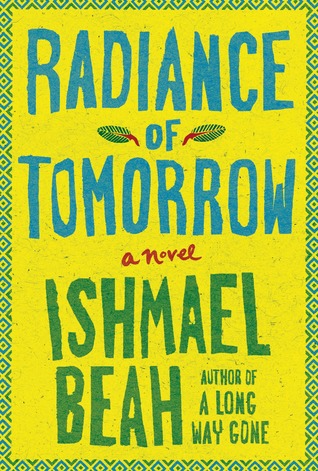 RADIANCE
OF
TOMORROW
a novel
ISHMAEL
BEAH
AUTHOR OF
A LONG
WAY GONE